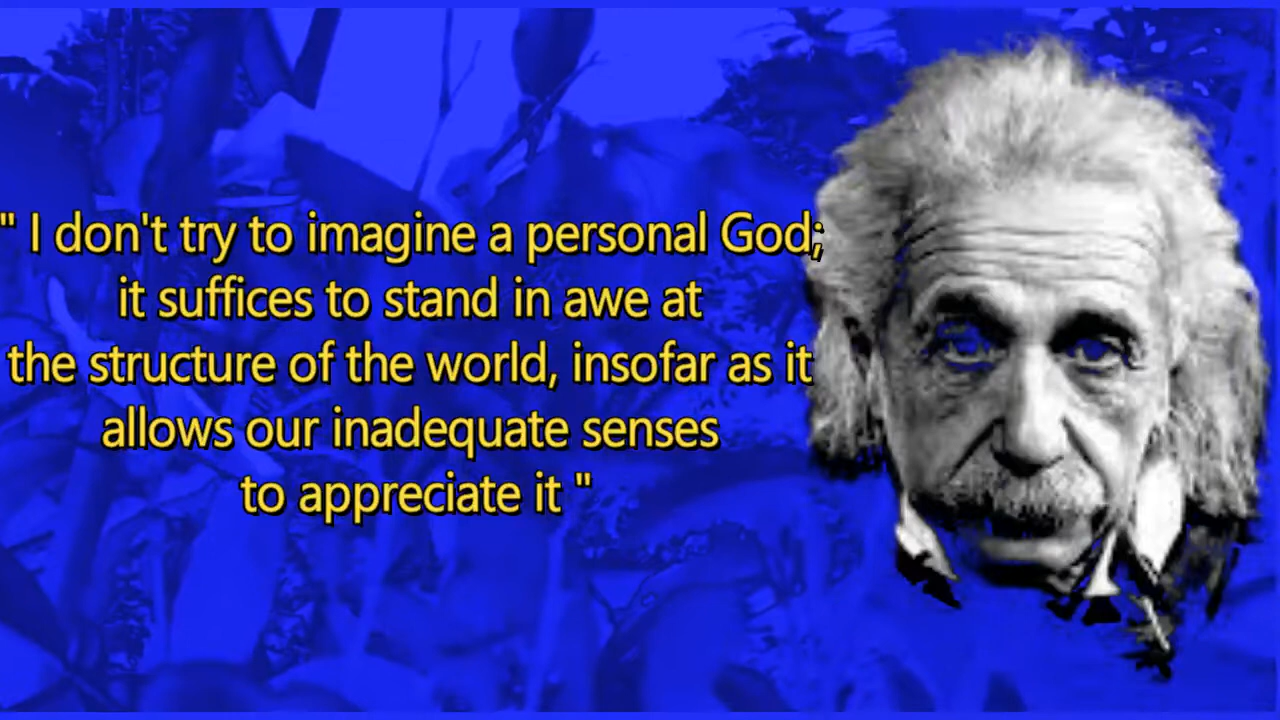 " I don't try to imagine a personal God;
it suffices to stand in awe at
the structure of the world, insofar as it
allows our inadequate senses
to appreciate it "